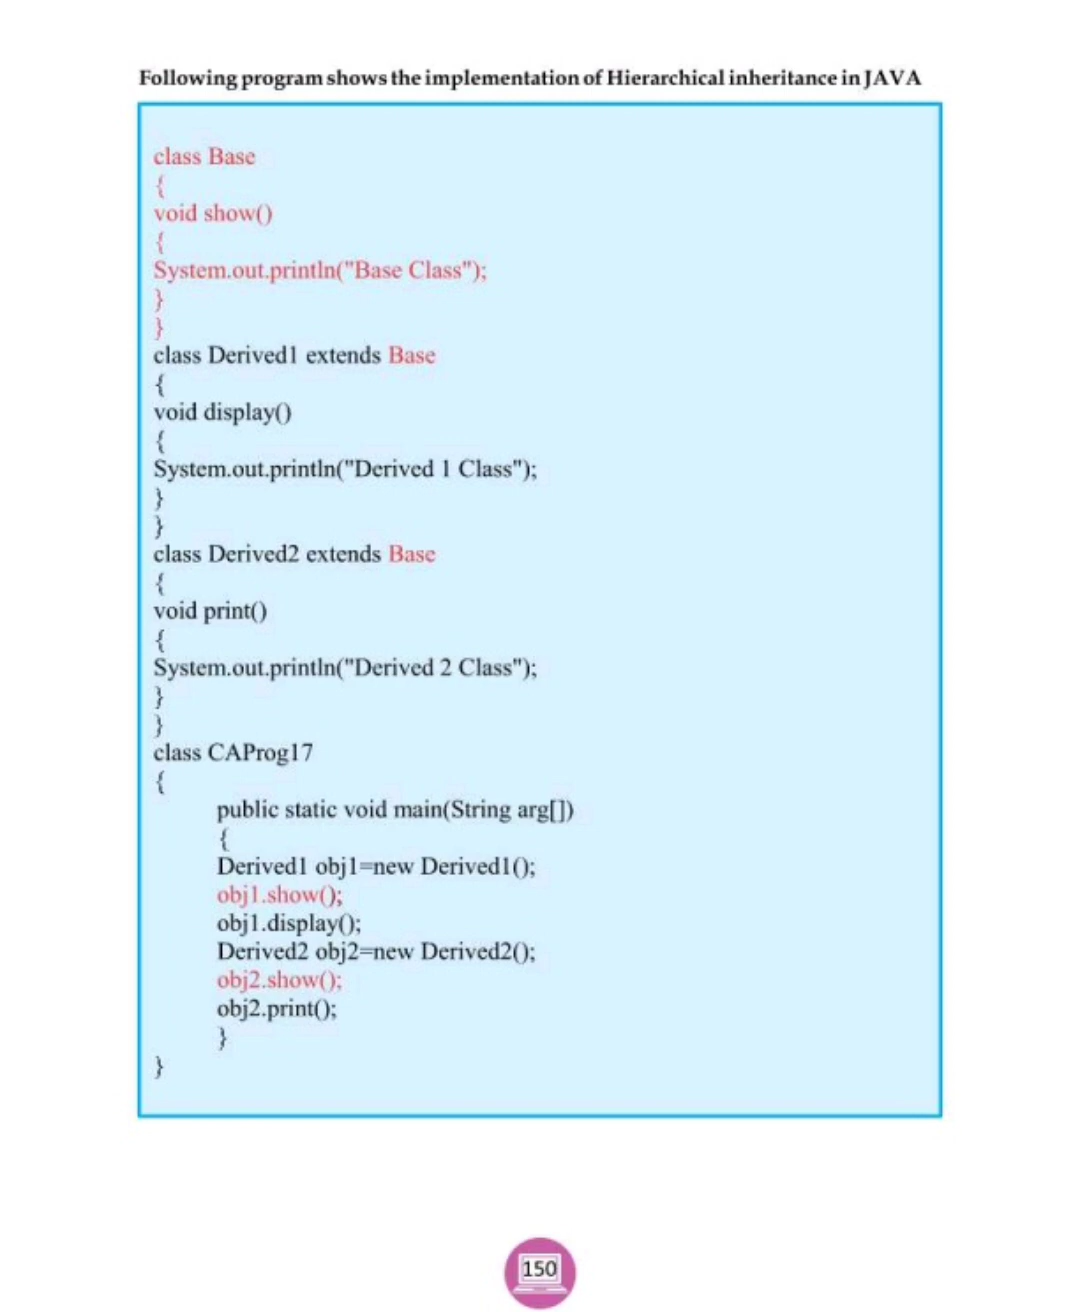 Following program shows the implementation of Hierarchical inheritance in JAVA
class Base
{
void show()
{
System.out.println("Base Class");
}
}
class Derived1 extends Base
{
void display()
{
System.out.println("Derived 1 Class");
}
}
class Derived2 extends Base
{
void print()
{
System.out.println("Derived 2 Class");
}
}
class CAProg17
{
public static void main(String arg[])
{
Derived1 obj1=new Derived1();
obj1.show();
obj1.display();
Derived2 obj2=new Derived2();
obj2.show();
obj2.print();
}
}
150